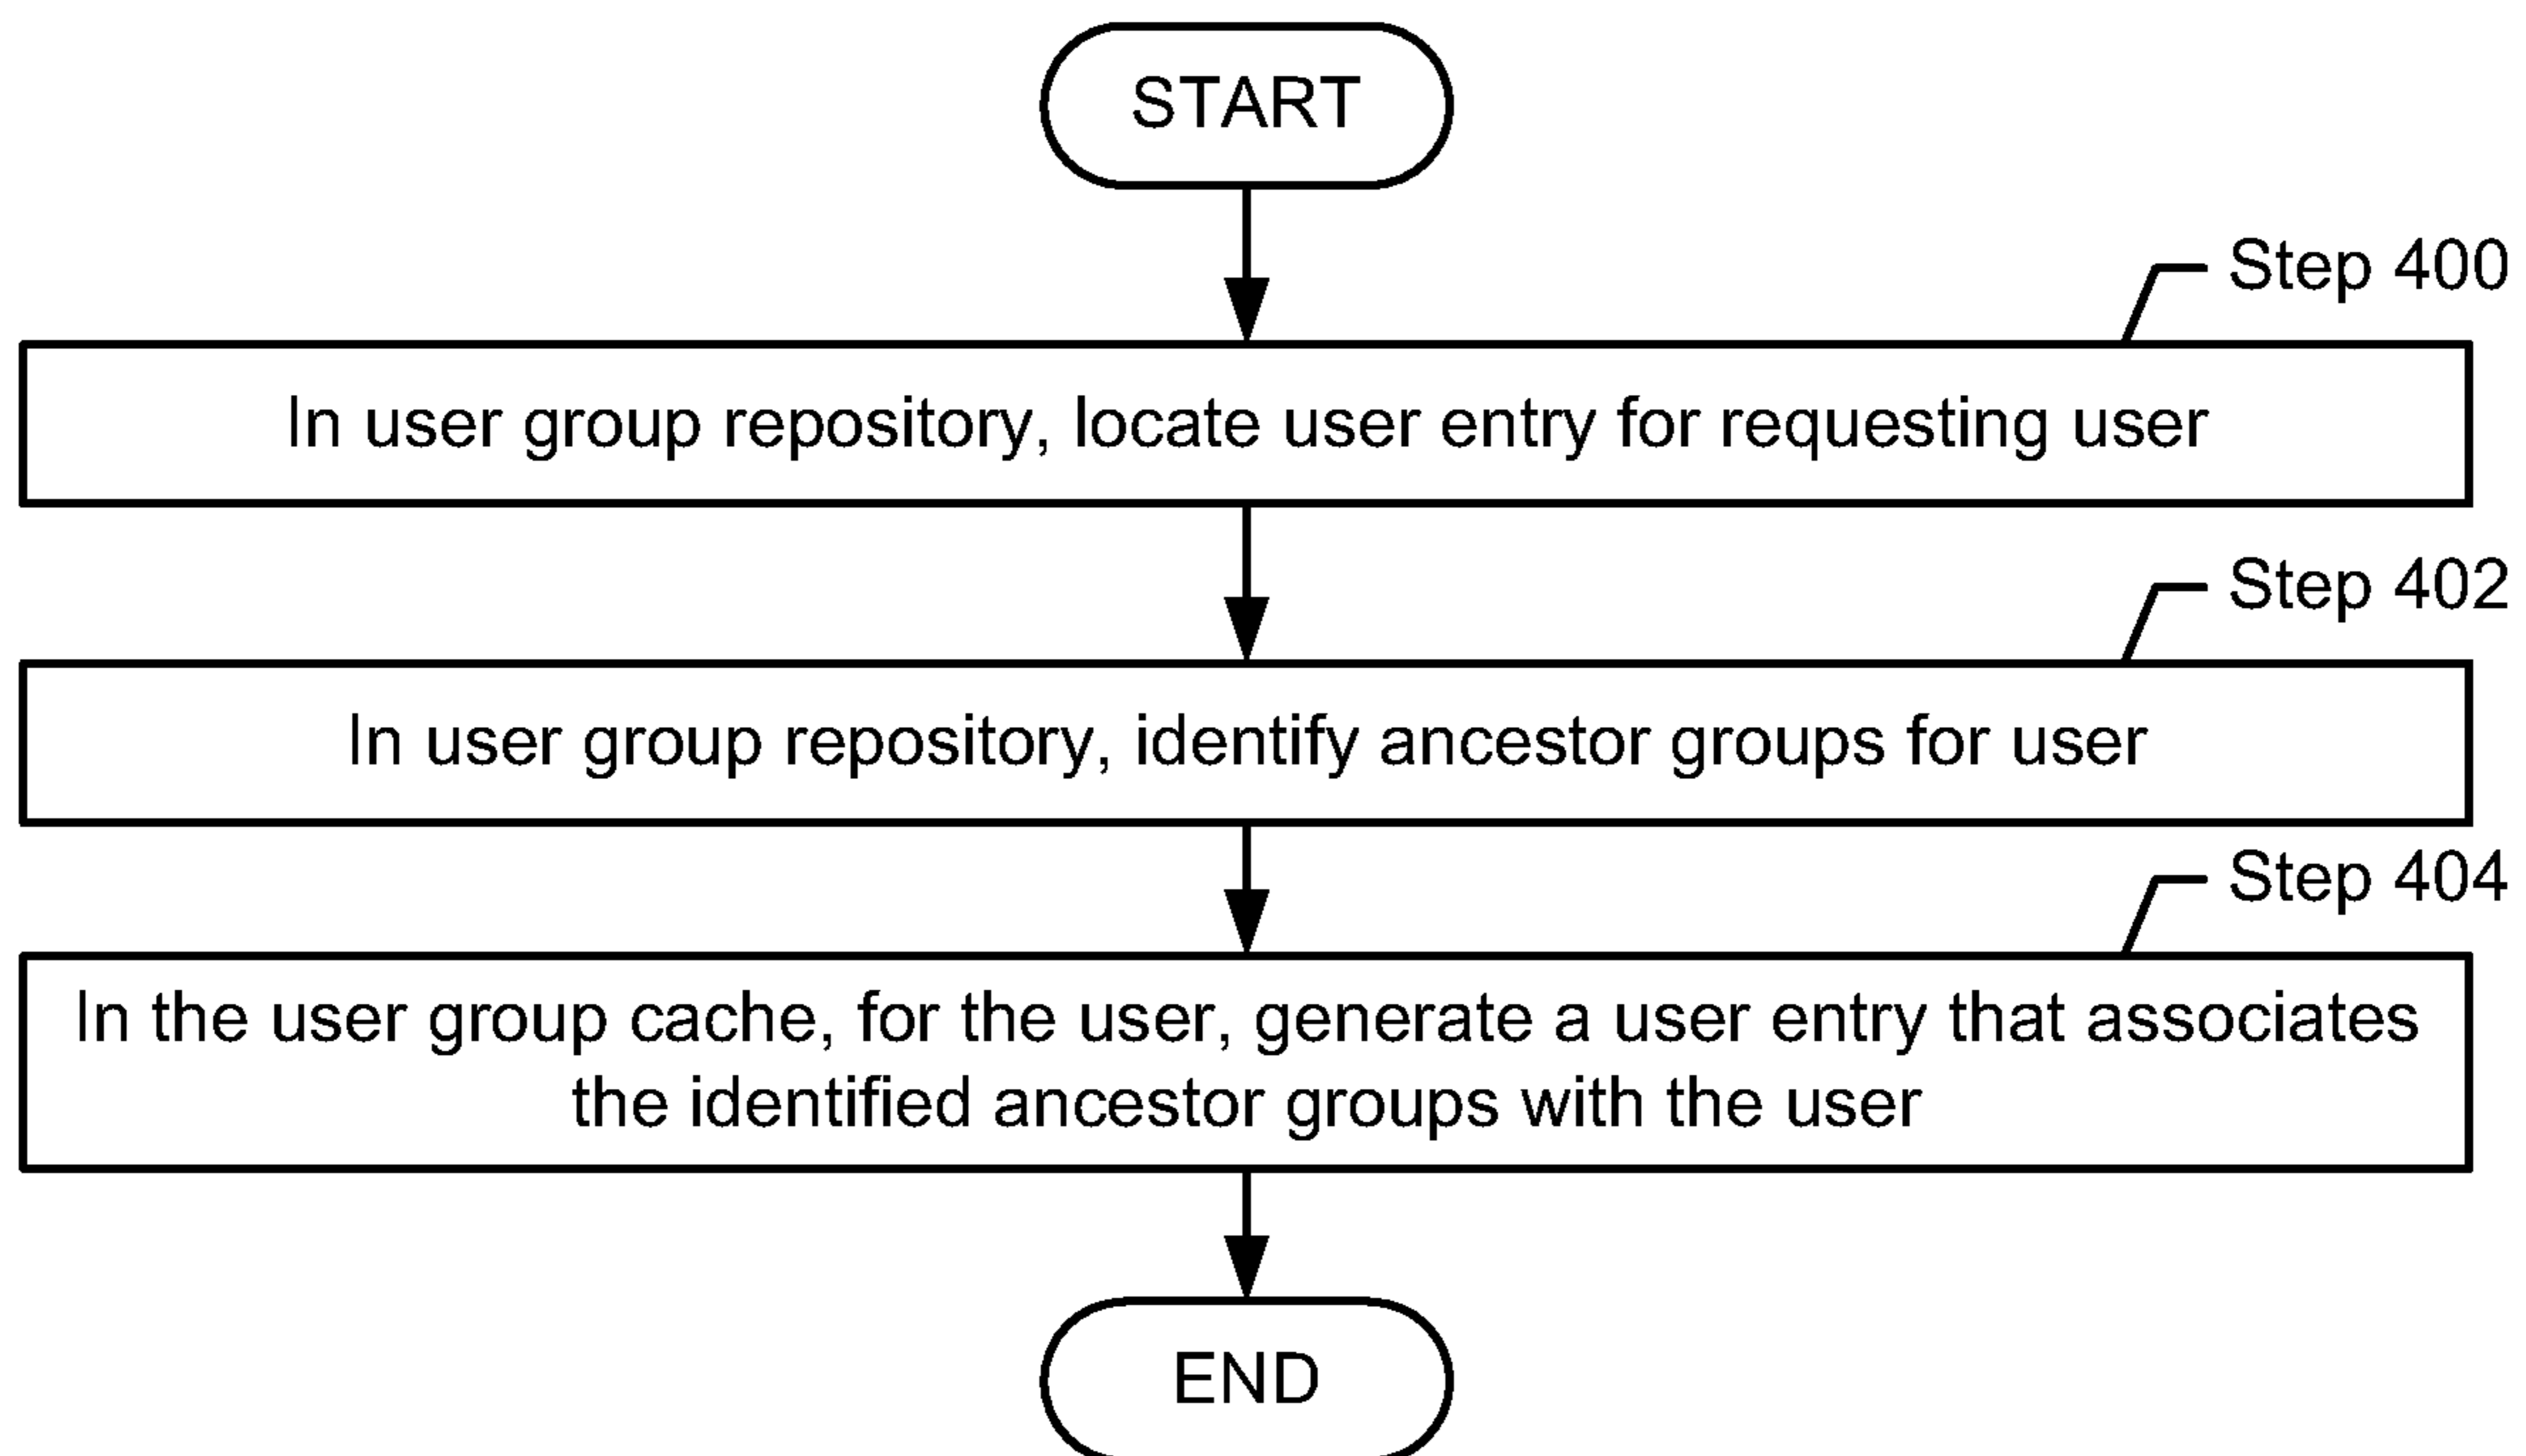 START
Step 400
In user group repository, locate user entry for requesting user
Step 402
In user group repository, identify ancestor groups for user
Step 404
In the user group cache, for the user, generate a user entry that associates
the identified ancestor groups with the user
END